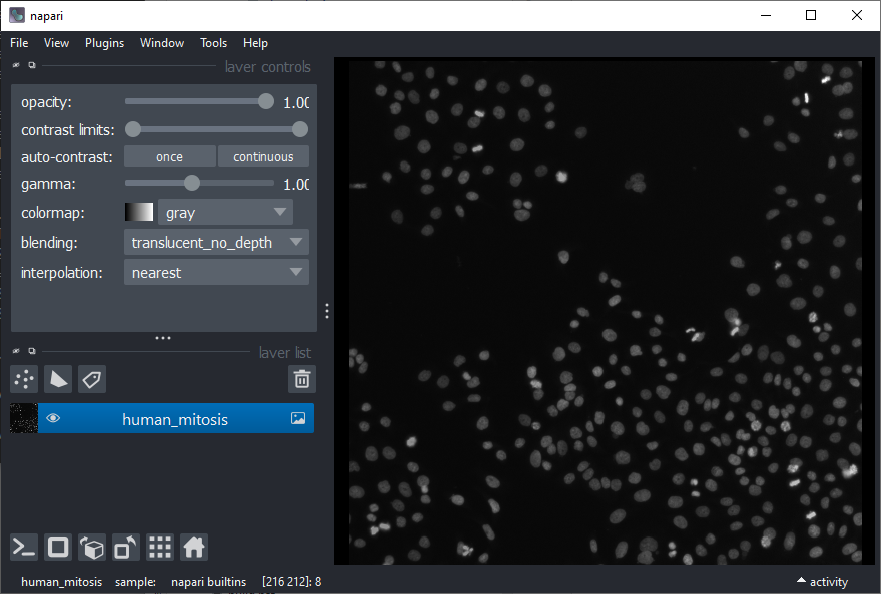 napari
File View Plugins Window Tools Help
layer controls
opacity: 1.00
contrast limits:
auto-contrast: once continuous
gamma: 1.00
colormap: gray
blending: translucent_no_depth
interpolation: nearest
layer list
human_mitosis
human_mitosis sample: napari builtins [216 212]: 8 activity